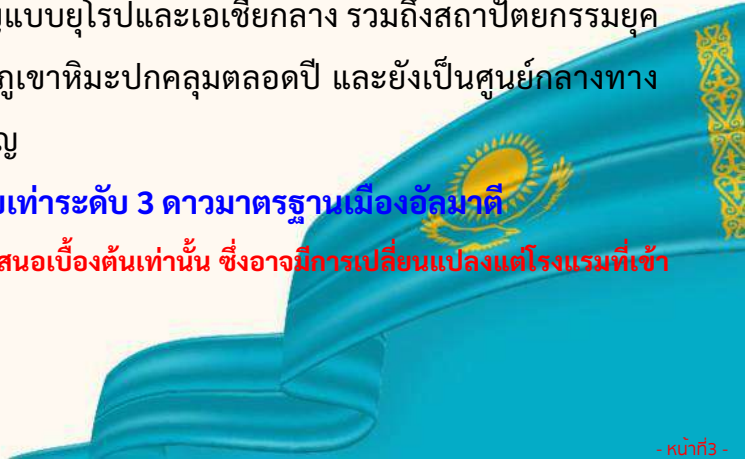 แบบยุโรปและเอเชียกลาง รวมถึงสถาปัตยกรรมยุค
ภูเขาหิมะปกคลุมตลอดปี และยังเป็นศูนย์กลางทาง
เท่าระดับ 3 ดาวมาตรฐานเมืองอัลมาตี
สนอเบื้องต้นเท่านั้น ซึ่งอาจมีการเปลี่ยนแปลงแต่โรงแรมที่เข้า
- หน้าที่3 -